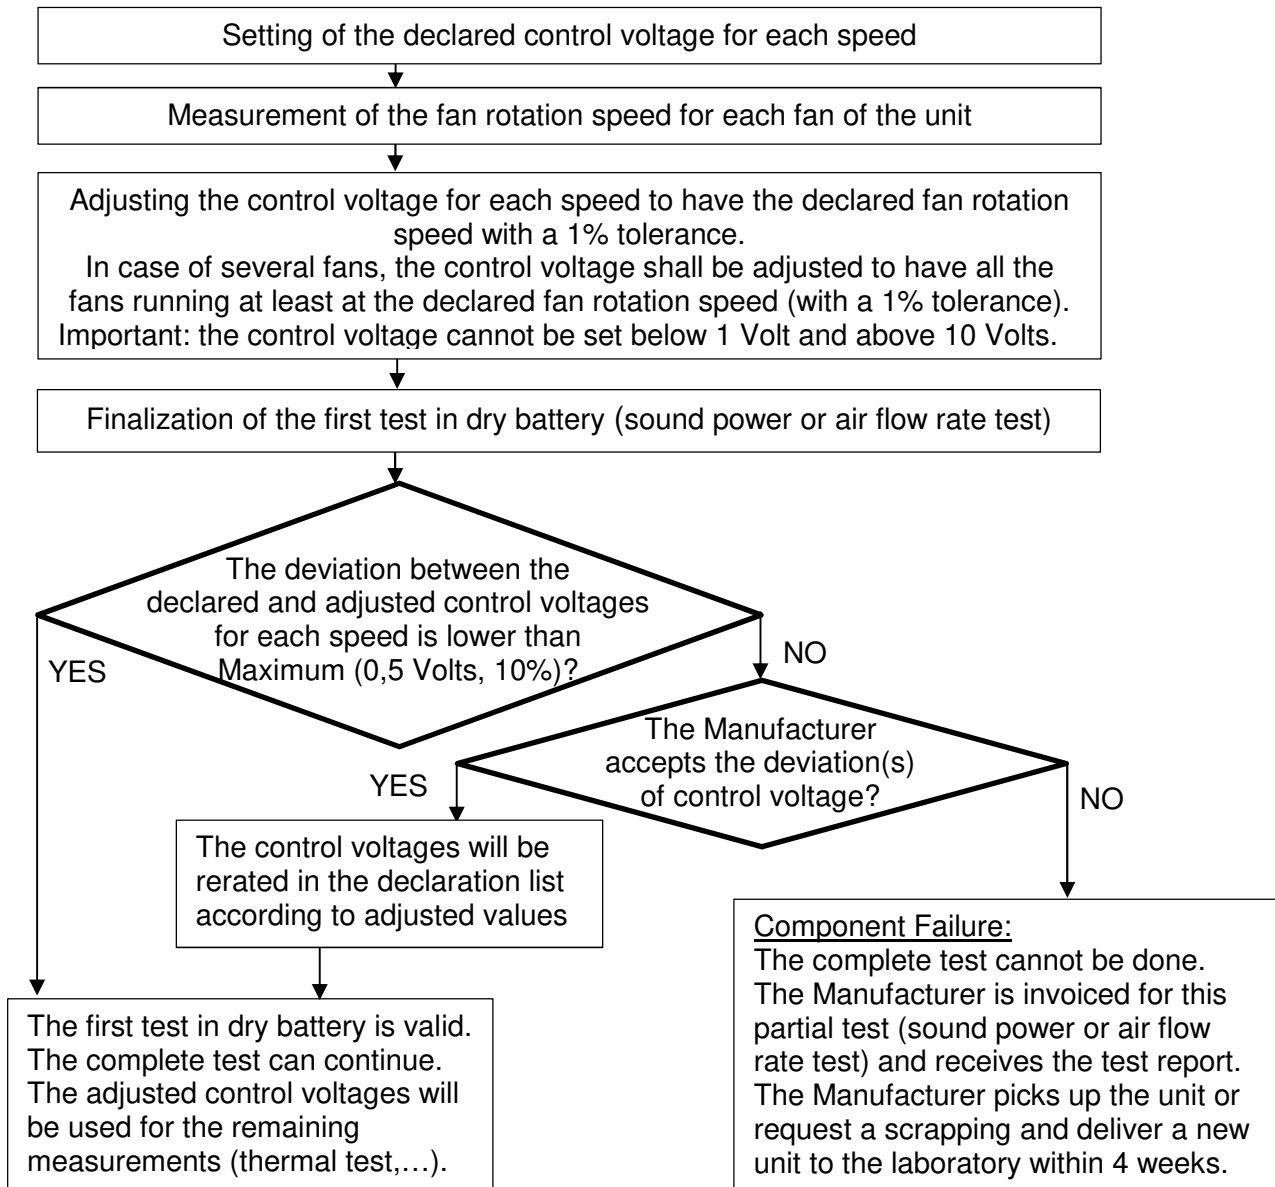 Setting of the declared control voltage for each speed
Measurement of the fan rotation speed for each fan of the unit
Adjusting the control voltage for each speed to have the declared fan rotation
speed with a 1% tolerance.
In case of several fans, the control voltage shall be adjusted to have all the
fans running at least at the declared fan rotation speed (with a 1% tolerance).
Important: the control voltage cannot be set below 1 Volt and above 10 Volts.
Finalization of the first test in dry battery (sound power or air flow rate test)
The deviation between the
declared and adjusted control voltages
for each speed is lower than
Maximum (0,5 Volts, 10%)?
YES
NO
The Manufacturer
accepts the deviation(s)
of control voltage?
YES
NO
The control voltages will be
rerated in the declaration list
according to adjusted values
Component Failure:
The complete test cannot be done.
The Manufacturer is invoiced for this
partial test (sound power or air flow
rate test) and receives the test report.
The Manufacturer picks up the unit or
request a scrapping and deliver a new
unit to the laboratory within 4 weeks.
The first test in dry battery is valid.
The complete test can continue.
The adjusted control voltages will
be used for the remaining
measurements (thermal test,…).